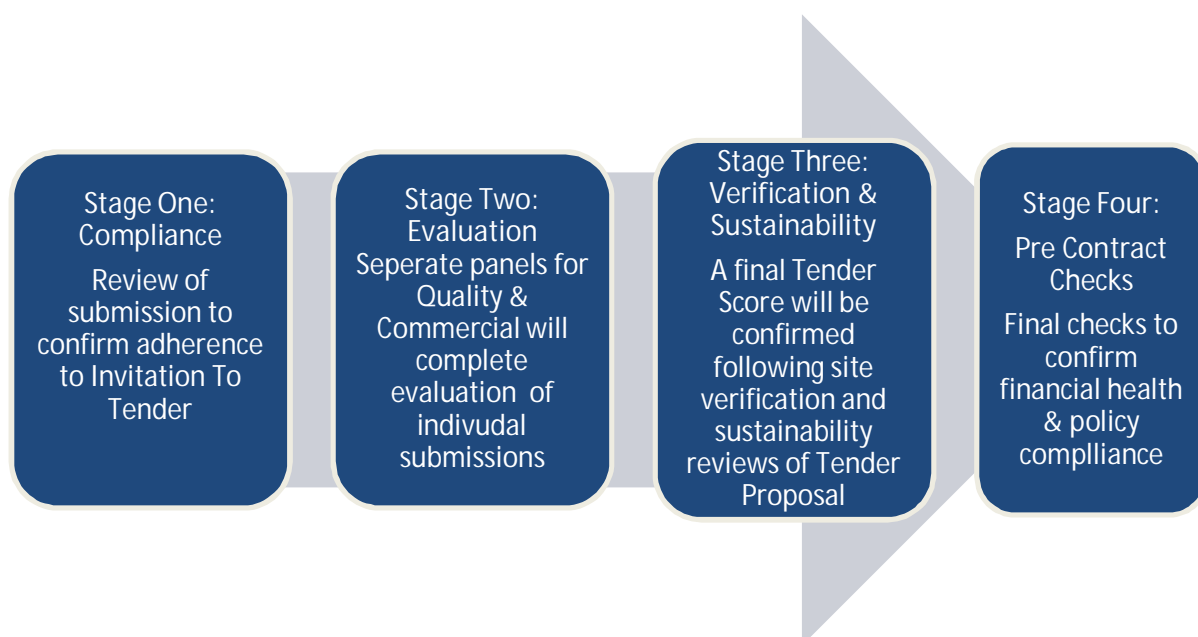 Stage One:
Compliance
Review of
submission to
confirm adherence
to Invitation To
Tender
Stage Two:
Evaluation
Seperate panels for
Quality &
Commercial will
complete
evaluation of
indivudal
submissions
Stage Three:
Verification &
Sustainability
A final Tender
Score will be
confirmed
following site
verification and
sustainability
reviews of Tender
Proposal
Stage Four:
Pre Contract
Checks
Final checks to
confirm
financial health
& policy
complliance